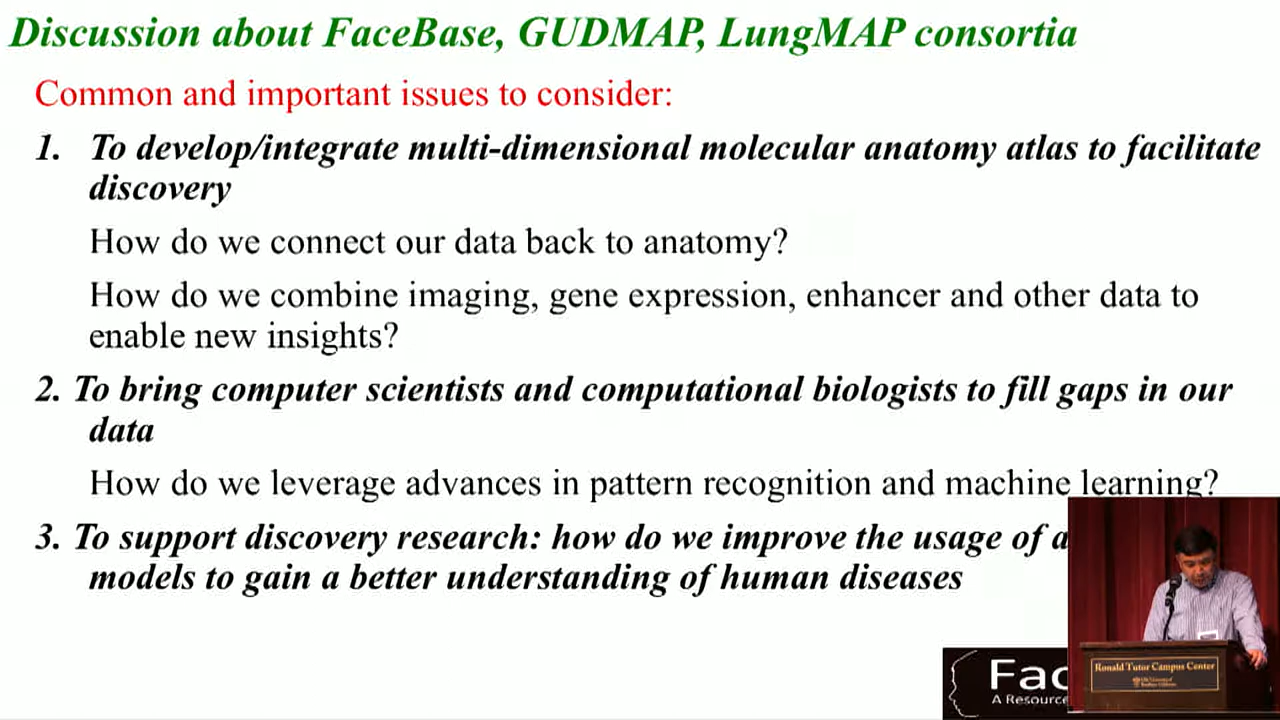 Discussion about FaceBase, GUDMAP, LungMAP consortia
Common and important issues to consider:
1. To develop/integrate multi-dimensional molecular anatomy atlas to facilitate
discovery
How do we connect our data back to anatomy?
How do we combine imaging, gene expression, enhancer and other data to
enable new insights?
2. To bring computer scientists and computational biologists to fill gaps in our
data
How do we leverage advances in pattern recognition and machine learning?
3. To support discovery research: how do we improve the usage of a
models to gain a better understanding of human diseases
Fac
A Resource
Ronald Tutor Campus Center